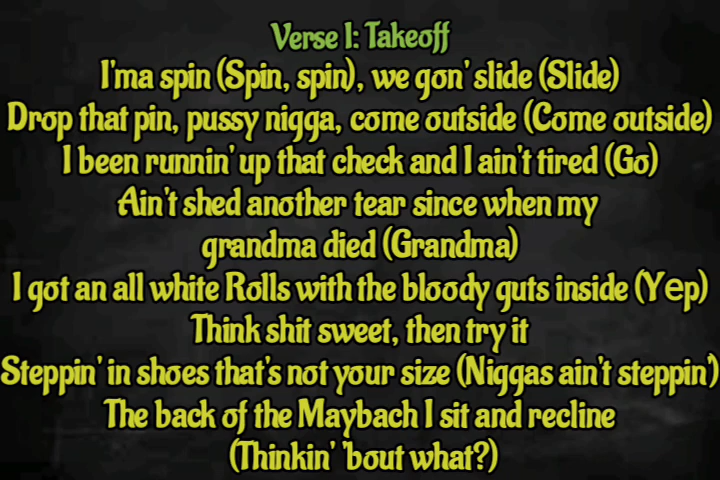 Verse 1: Takeoff
I'ma spin (Spin, spin), we gon' slide (Slide)
Drop that pin, pussy nigga, come outside (Come outside)
I been runnin' up that check and I ain't tired (Go)
Ain't shed another tear since when my
grandma died (Grandma)
I got an all white Rolls with the bloody guts inside (Yep)
Think shit sweet, then try it
Steppin' in shoes that's not your size (Niggas ain't steppin')
The back of the Maybach I sit and recline
(Thinkin' 'bout what?)